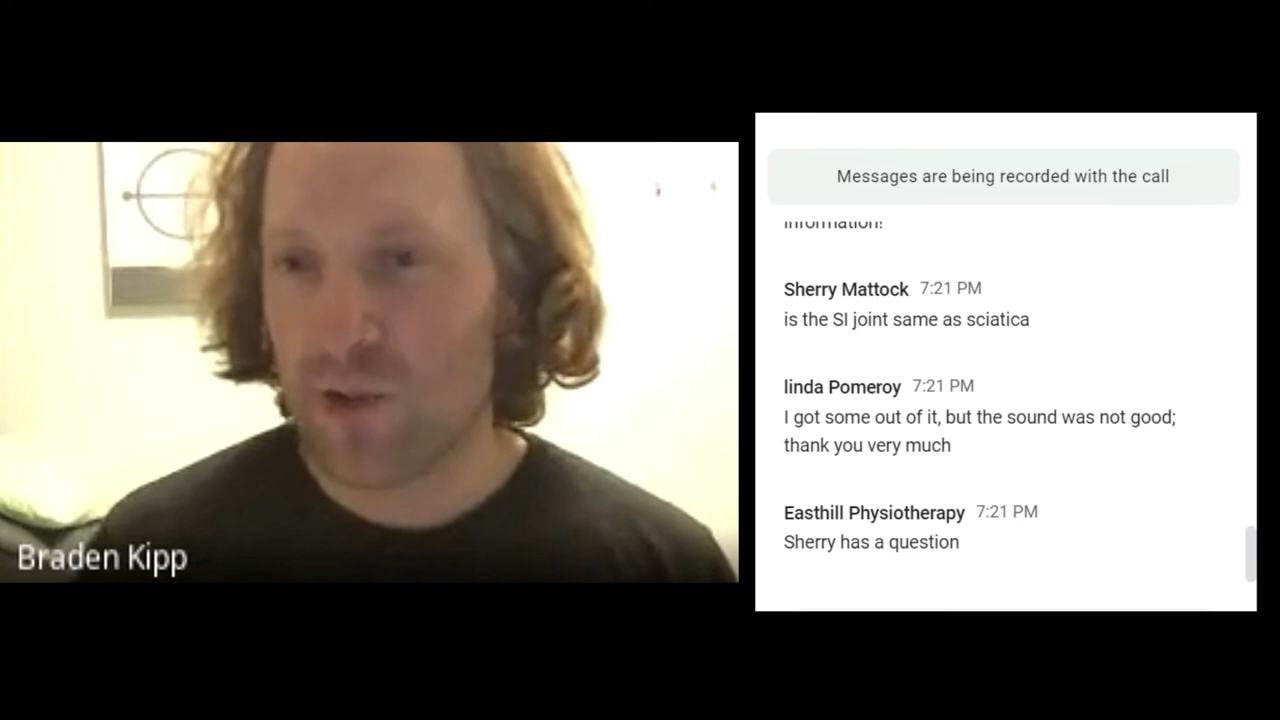 Braden Kipp
Messages are being recorded with the call
information!
Sherry Mattock 7:21 PM
is the SI joint same as sciatica
linda Pomeroy 7:21 PM
I got some out of it, but the sound was not good;
thank you very much
Easthill Physiotherapy 7:21 PM
Sherry has a question